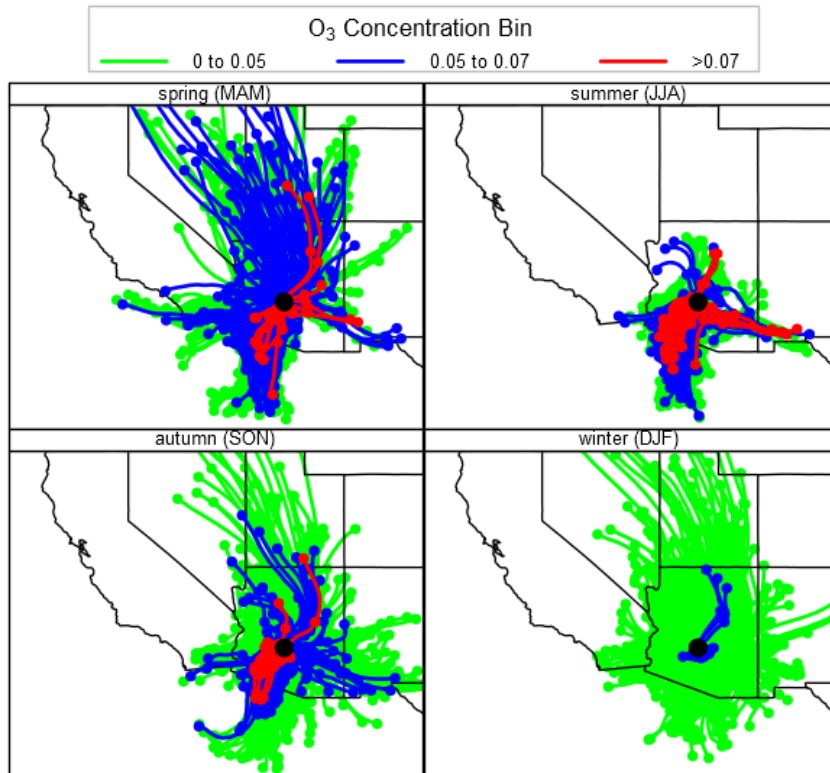 O₃ Concentration Bin
0 to 0.05 0.05 to 0.07 >0.07
spring (MAM) summer (JJA)
autumn (SON) winter (DJF)